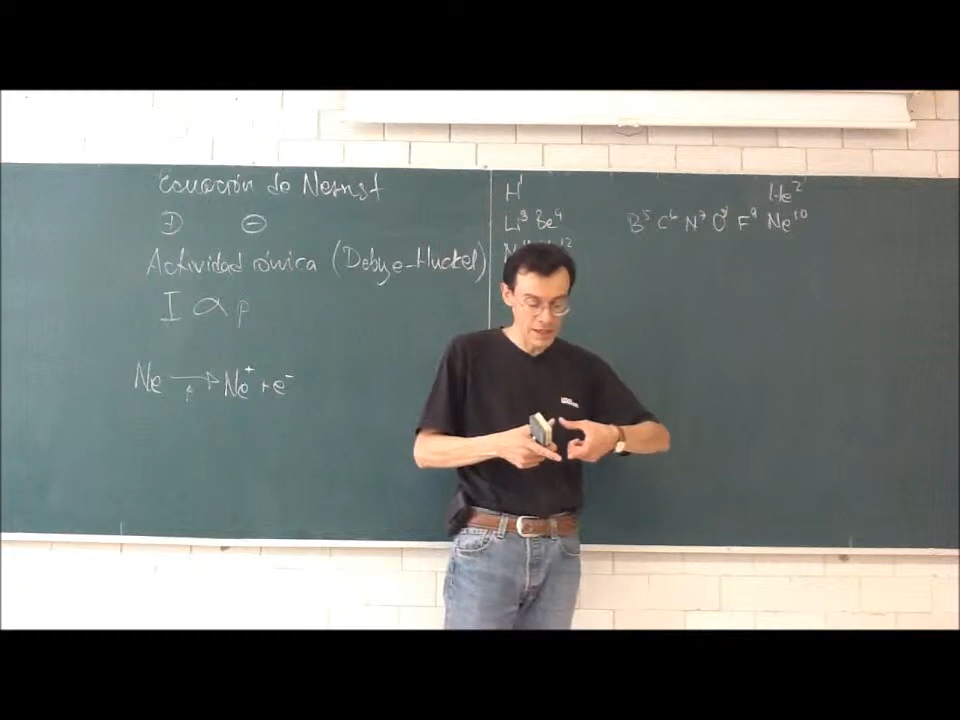 Ecuación de Nernst
D ⊖
Actividad iónica (Debye-Huckel)
I α p
Ne → Ne⁺ + e⁻
H¹ He²
Li³ Be⁴ B⁵ C⁶ N⁷ O⁸ F⁹ Ne¹⁰